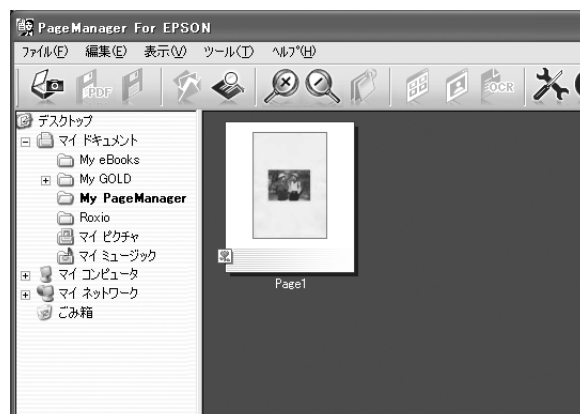 PageManager For EPSON
ファイル(F) 編集(E) 表示(V) ツール(T) ヘルプ(H)
PDF
OCR
デスクトップ
マイ ドキュメント
My eBooks
My GOLD
My PageManager
Roxio
マイ ピクチャ
マイ ミュージック
マイ コンピュータ
マイ ネットワーク
ごみ箱
Page1